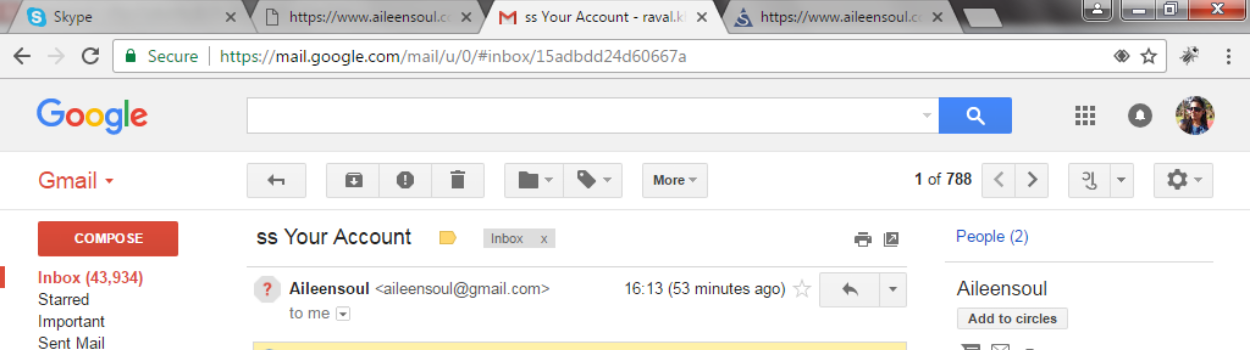 Skype
https://www.aileensoul.co
ss Your Account - raval.k
https://www.aileensoul.co
Secure https://mail.google.com/mail/u/0/#inbox/15adbdd24d60667a
Google
Gmail
More
1 of 788
ગુ
COMPOSE
ss Your Account
Inbox x
People (2)
Inbox (43,934)
? Aileensoul <aileensoul@gmail.com>
16:13 (53 minutes ago)
Aileensoul
Starred
to me
Add to circles
Important
Sent Mail